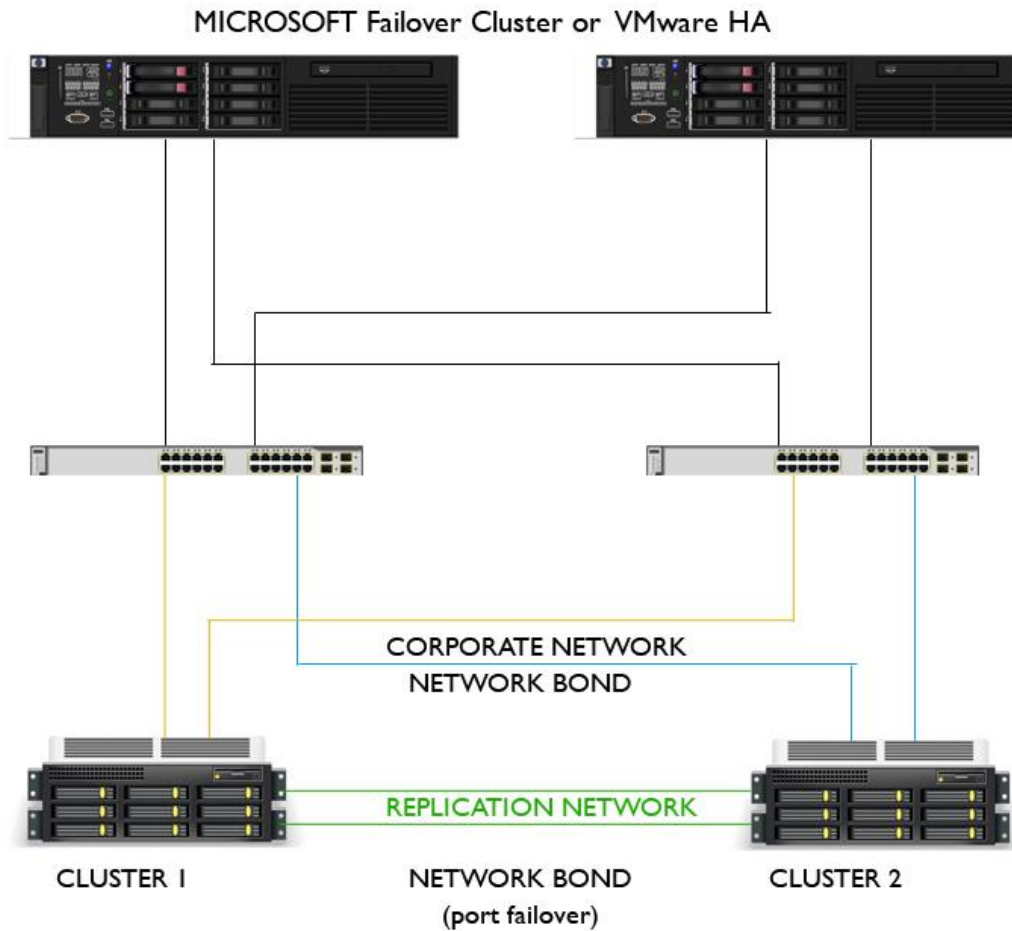 MICROSOFT Failover Cluster or VMware HA
CORPORATE NETWORK
NETWORK BOND
REPLICATION NETWORK
CLUSTER 1
NETWORK BOND
(port failover)
CLUSTER 2